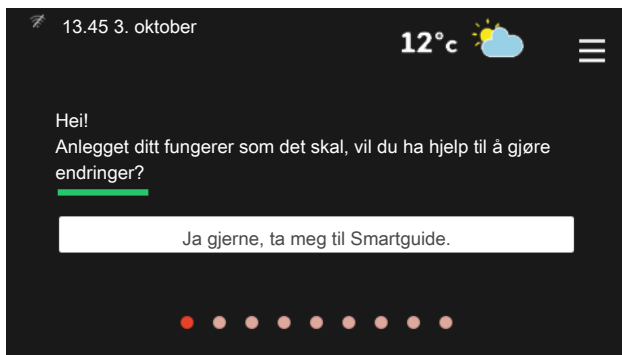 13.45 3. oktober
12°c
Hei!
Anlegget ditt fungerer som det skal, vil du ha hjelp til å gjøre
endringer?
Ja gjerne, ta meg til Smartguide.